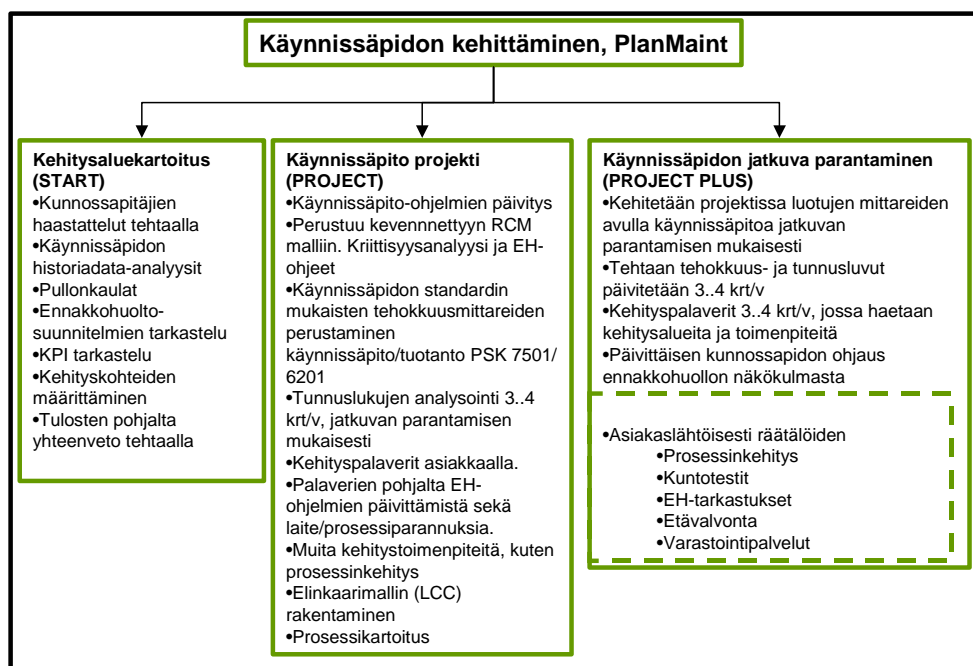 Käynnissäpidon kehittäminen, PlanMaint
Kehitysaluekartoitus
(START)
•Kunnossapitäjien
haastattelut tehtaalla
•Käynnissäpidon
historiadata-analyysit
•Pullonkaulat
•Ennakkohuolto-
suunnitelmien tarkastelu
•KPI tarkastelu
•Kehityskohteiden
määrittäminen
•Tulosten pohjalta
yhteenveto tehtaalla
Käynnissäpito projekti
(PROJECT)
•Käynnissäpito-ohjelmien päivitys
•Perustuu kevennnettyyn RCM
malliin. Kriittisyysanalyysi ja EH-
ohjeet
•Käynnissäpidon standardin
mukaisten tehokkuusmittareiden
perustaminen
käynnissäpito/tuotanto PSK 7501/
6201
•Tunnuslukujen analysointi 3..4
krt/v, jatkuvan parantamisen
mukaisesti
•Kehityspalaverit asiakkaalla.
•Palaverien pohjalta EH-
ohjelmien päivittämistä sekä
laite/prosessiparannuksia.
•Muita kehitystoimenpiteitä, kuten
prosessinkehitys
•Elinkaarimallin (LCC)
rakentaminen
•Prosessikartoitus
Käynnissäpidon jatkuva parantaminen
(PROJECT PLUS)
•Kehitetään projektissa luotujen mittareiden
avulla käynnissäpitoa jatkuvan
parantamisen mukaisesti
•Tehtaan tehokkuus- ja tunnusluvut
päivitetään 3..4 krt/v
•Kehityspalaverit 3..4 krt/v, jossa haetaan
kehitysalueita ja toimenpiteitä
•Päivittäisen kunnossapidon ohjaus
ennakkohuollon näkökulmasta
•Asiakaslähtöisesti räätälöiden
•Prosessinkehitys
•Kuntotestit
•EH-tarkastukset
•Etävalvonta
•Varastointipalvelut